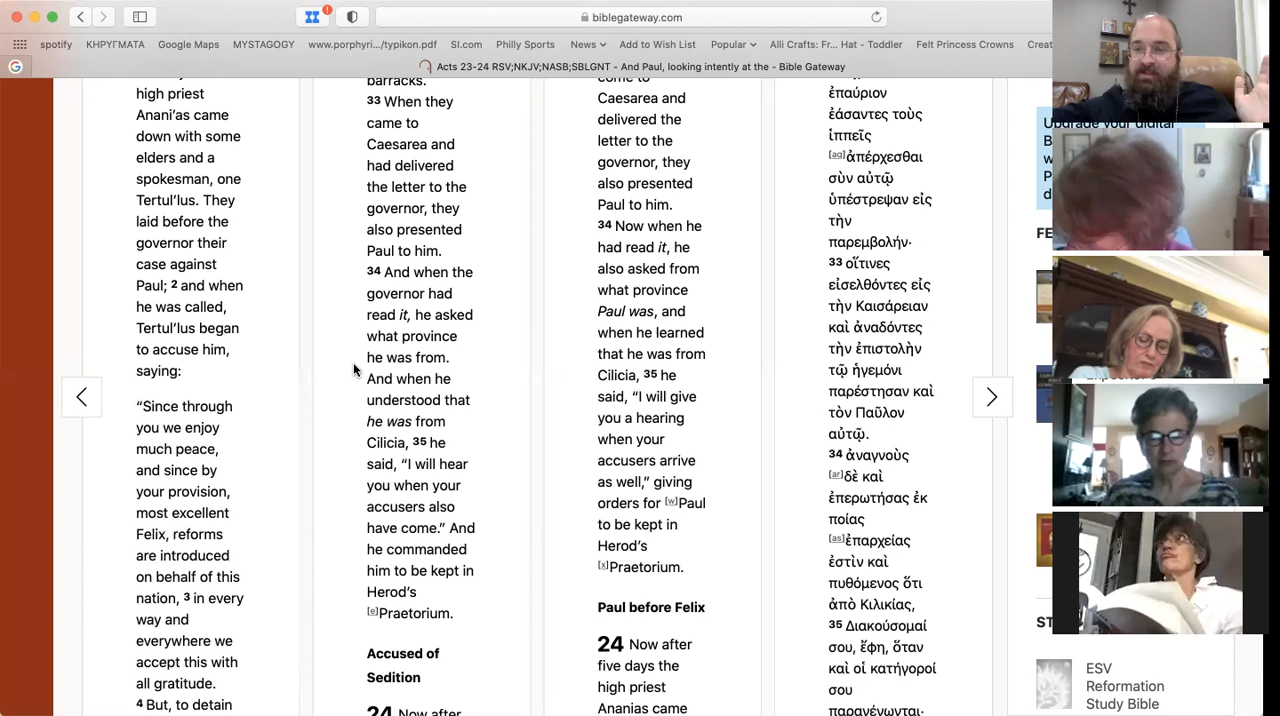 biblegateway.com
spotify
ΚΗΡΥΓΜΑΤΑ
Google Maps
MYSTAGOGY
www.porphyri.../typikon.pdf
SI.com
Philly Sports
News
Add to Wish List
Popular
Alli Crafts: Fr... Hat - Toddler
Felt Princess Crowns
Creat
Acts 23-24 RSV;NKJV;NASB;SBLGNT - And Paul, looking intently at the - Bible Gateway
high priest
Anani’as came
down with some
elders and a
spokesman, one
Tertul’lus. They
laid before the
governor their
case against
Paul; 2 and when
he was called,
Tertul’lus began
to accuse him,
saying:
“Since through
you we enjoy
much peace,
and since by
your provision,
most excellent
Felix, reforms
are introduced
on behalf of this
nation, 3 in every
way and
everywhere we
accept this with
all gratitude.
4 But, to detain
barracks.
33 When they
came to
Caesarea and
had delivered
the letter to the
governor, they
also presented
Paul to him.
34 And when the
governor had
read it, he asked
what province
he was from.
And when he
understood that
he was from
Cilicia, 35 he
said, “I will hear
you when your
accusers also
have come.” And
he commanded
him to be kept in
Herod’s
[e]Praetorium.
Accused of
Sedition
24 Now after
come to
Caesarea and
delivered the
letter to the
governor, they
also presented
Paul to him.
34 Now when he
had read it, he
also asked from
what province
Paul was, and
when he learned
that he was from
Cilicia, 35 he
said, “I will give
you a hearing
when your
accusers arrive
as well,” giving
orders for [w]Paul
to be kept in
Herod’s
[x]Praetorium.
Paul before Felix
24 Now after
five days the
high priest
Ananias came
ἐπαύριον
ἐάσαντες τοὺς
ἱππεῖς
[aq]ἀπέρχεσθαι
σὺν αὐτῷ
ὑπέστρεψαν εἰς
τὴν
παρεμβολήν·
33 οἵτινες
εἰσελθόντες εἰς
τὴν Καισάρειαν
καὶ ἀναδόντες
τὴν ἐπιστολὴν
τῷ ἡγεμόνι
παρέστησαν καὶ
τὸν Παῦλον
αὐτῷ.
34 ἀναγνοὺς
[ar]δὲ καὶ
ἐπερωτήσας ἐκ
ποίας
[as]ἐπαρχείας
ἐστὶν καὶ
πυθόμενος ὅτι
ἀπὸ Κιλικίας,
35 Διακούσομαί
σου, ἔφη, ὅταν
καὶ οἱ κατήγοροί
σου
παραγένωνται·
Upgrade your digital
B
w
P
d
FE
ST
ESV
Reformation
Study Bible